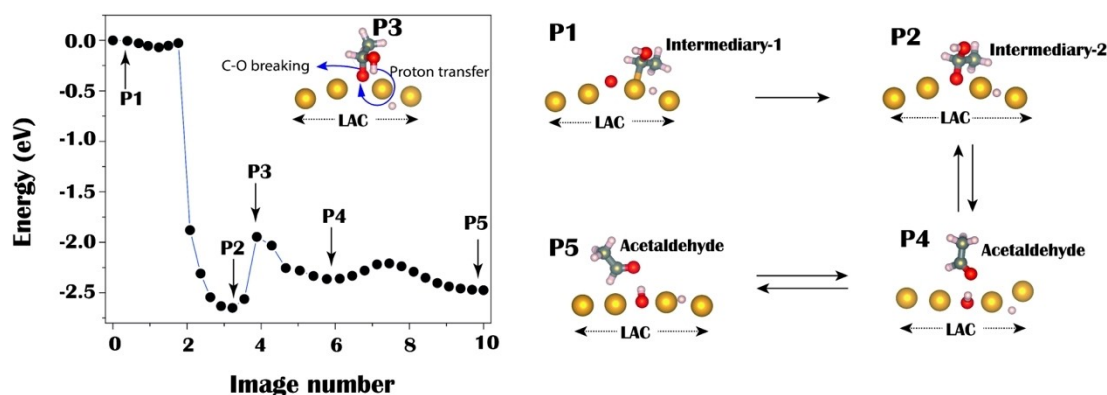 0.0
-0.5
-1.0
-1.5
-2.0
-2.5
Energy (eV)
0
2
4
6
8
10
Image number
P1
P2
P3
P4
P5
P3
C-O breaking
Proton transfer
LAC
P1
Intermediary-1
LAC
P2
Intermediary-2
LAC
P5
Acetaldehyde
LAC
P4
Acetaldehyde
LAC